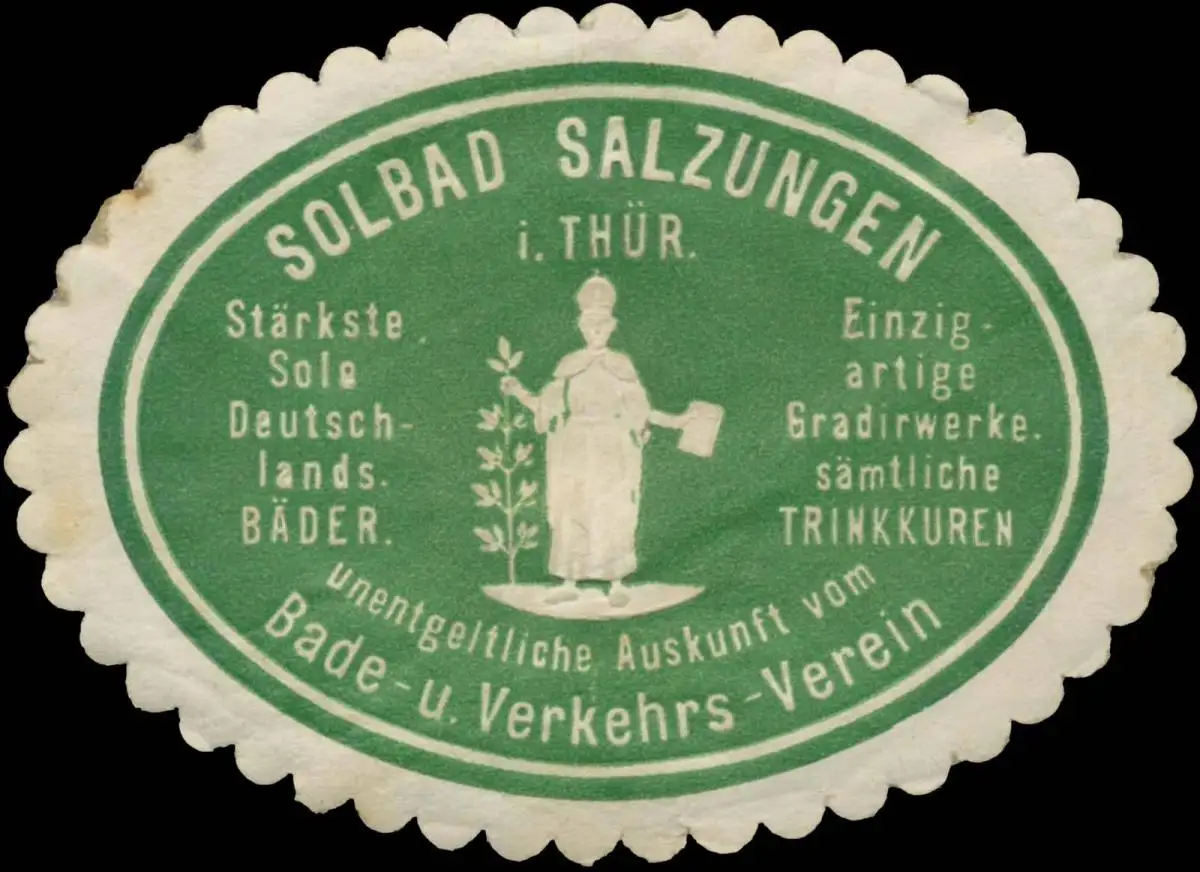 SOLBAD SALZUNGEN
i. THÜR.
Stärkste
Sole
Deutsch-
lands.
BÄDER.
Einzig-
artige
Gradirwerke.
sämtliche
TRINKKUREN
unentgeltliche Auskunft vom
Bade- u. Verkehrs-Verein